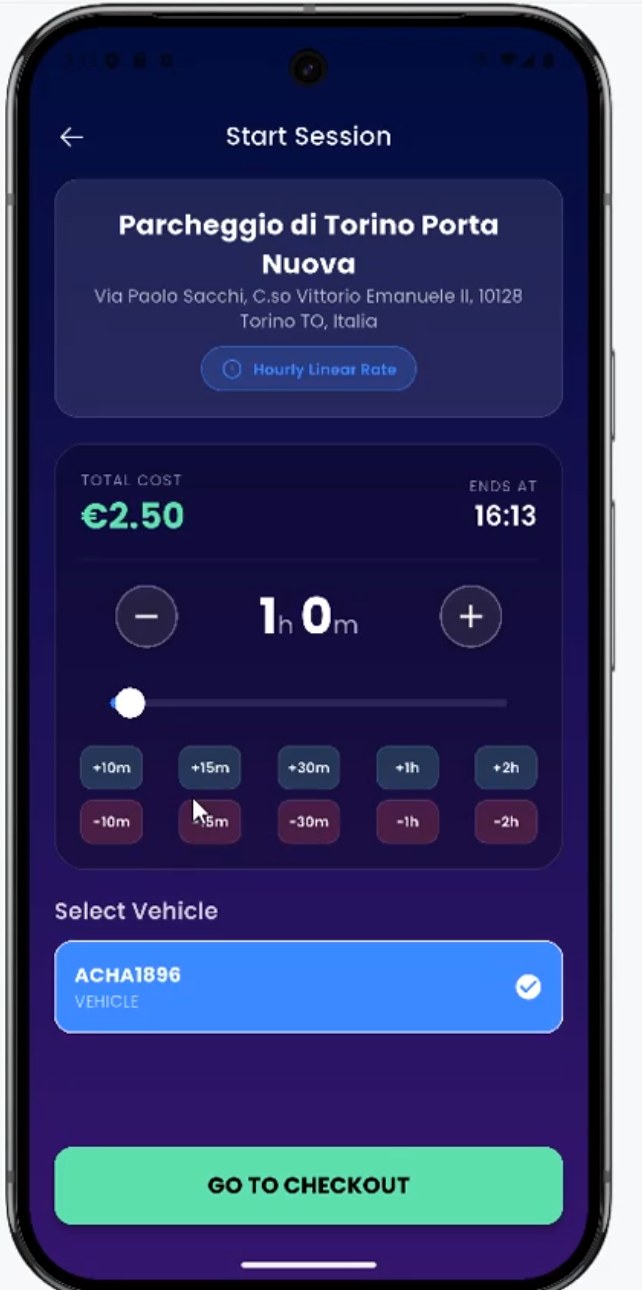 Start Session
Parcheggio di Torino Porta
Nuova
Via Paolo Sacchi, C.so Vittorio Emanuele II, 10128
Torino TO, Italia
Hourly Linear Rate
TOTAL COST
ENDS AT
€2.50
16:13
1h 0m
+10m +15m +30m +1h +2h
-10m -15m -30m -1h -2h
Select Vehicle
ACHA1896
VEHICLE
GO TO CHECKOUT